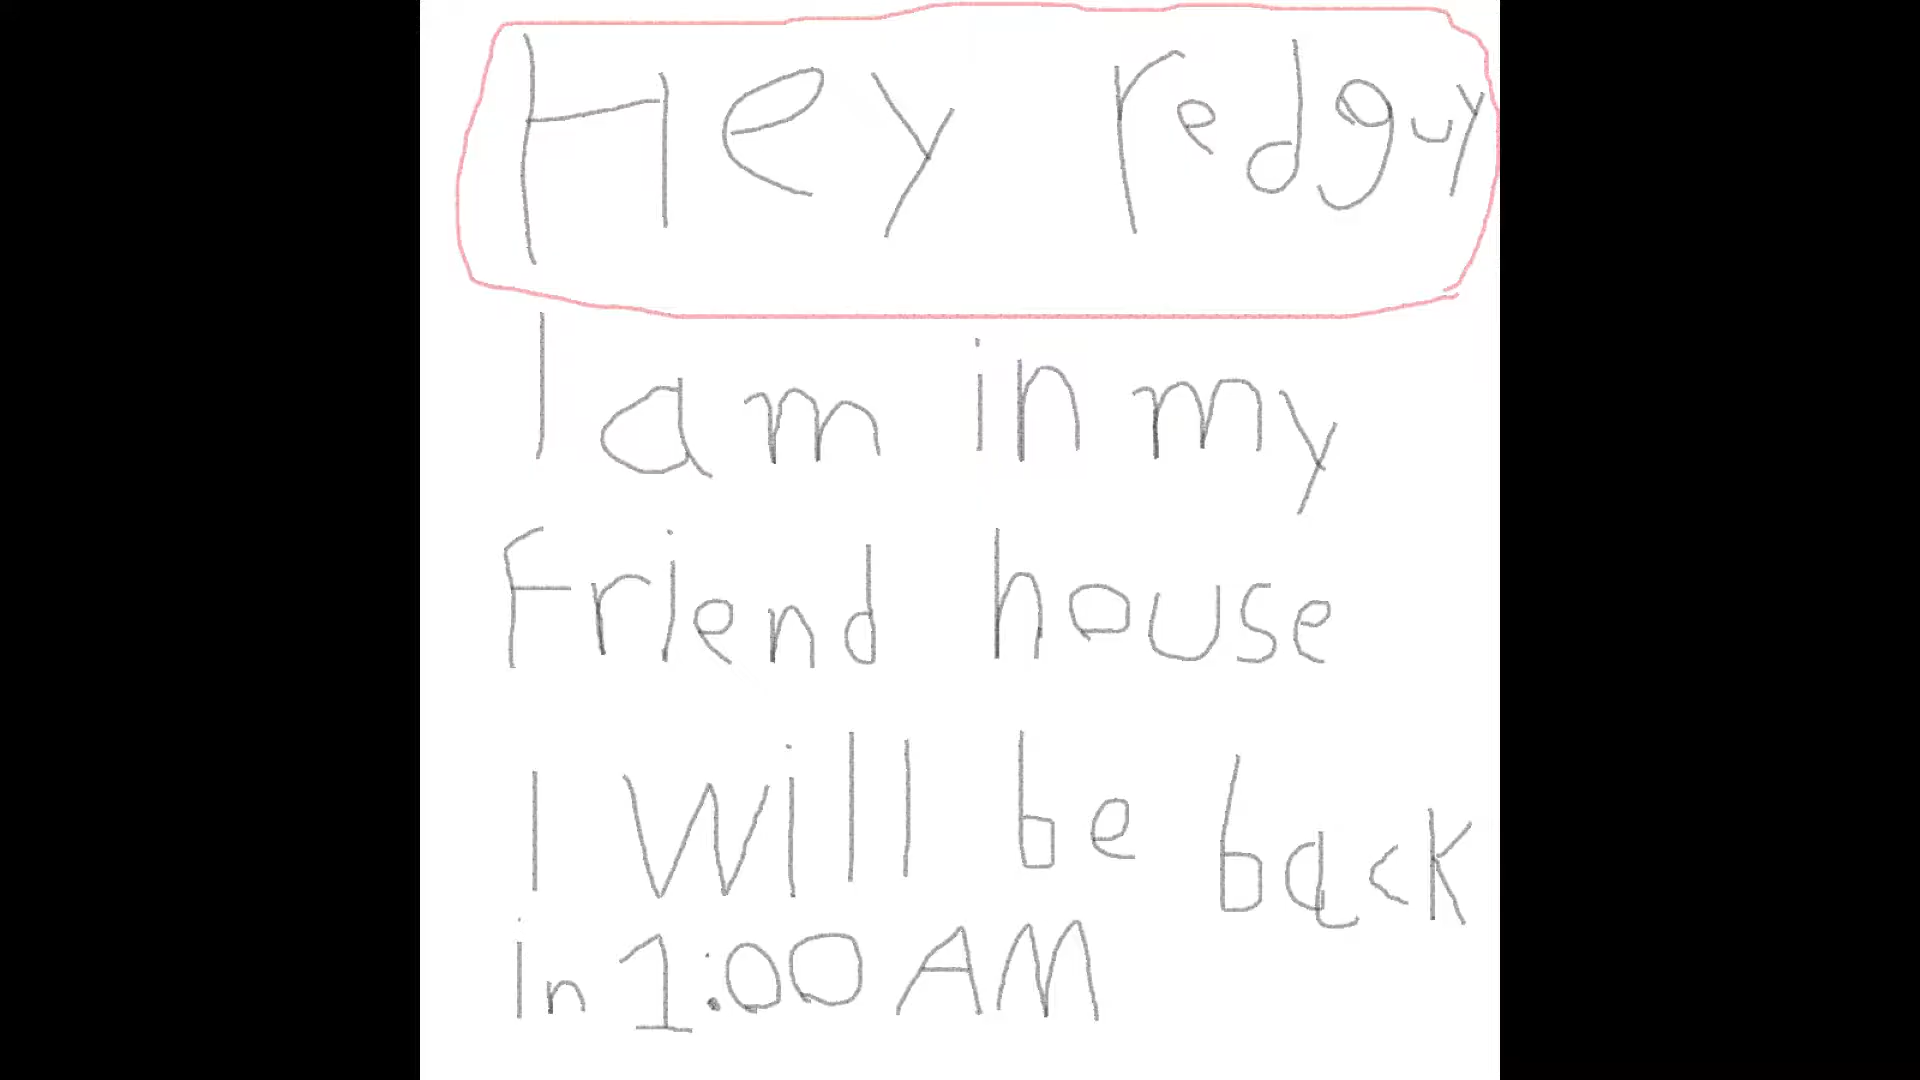 Hey redguy
I am in my
Friend house
I will be back
in 1:00 AM